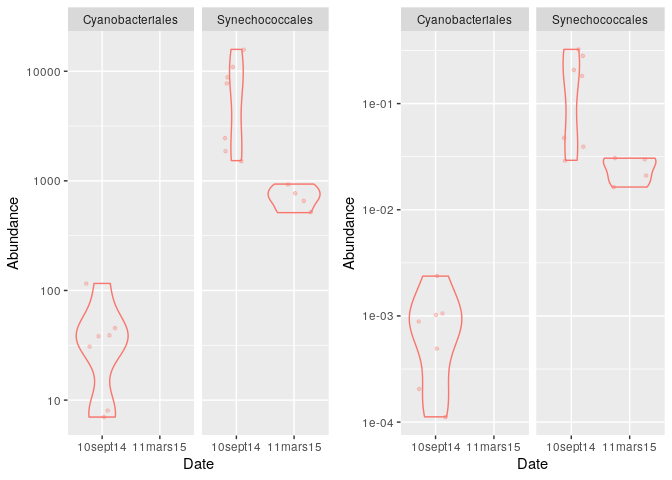 Cyanobacteriales Synechococcales
10000
1000
100
10
Abundance
10sept14 11mars15 10sept14 11mars15
Date
Cyanobacteriales Synechococcales
1e-01
1e-02
1e-03
1e-04
Abundance
10sept14 11mars15 10sept14 11mars15
Date